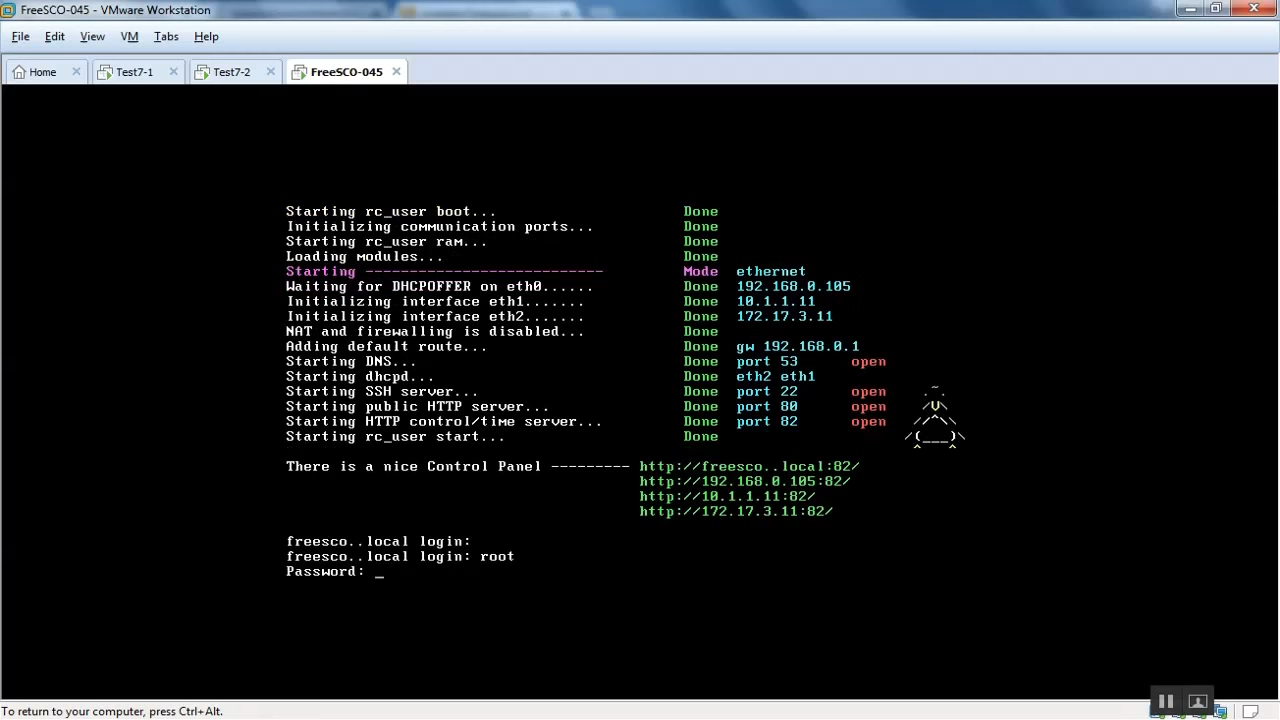 FreeSCO-045 - VMware Workstation
File Edit View VM Tabs Help
Home Test7-1 Test7-2 FreeSCO-045
Starting rc_user boot... Done
Initializing communication ports... Done
Starting rc_user ram... Done
Loading modules... Done
Starting --------------------------- Mode ethernet
Waiting for DHCPOFFER on eth0...... Done 192.168.0.105
Initializing interface eth1....... Done 10.1.1.11
Initializing interface eth2....... Done 172.17.3.11
NAT and firewalling is disabled... Done
Adding default route... Done gw 192.168.0.1
Starting DNS... Done port 53 open
Starting dhcpd... Done eth2 eth1
Starting SSH server... Done port 22 open
Starting public HTTP server... Done port 80 open
Starting HTTP control/time server... Done port 82 open
Starting rc_user start... Done
There is a nice Control Panel --------- http://freesco..local:82/
http://192.168.0.105:82/
http://10.1.1.11:82/
http://172.17.3.11:82/
freesco..local login:
freesco..local login: root
Password: _
To return to your computer, press Ctrl+Alt.